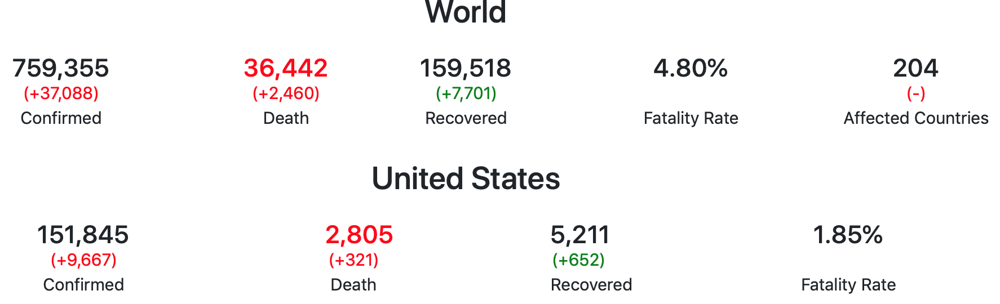 World
759,355 36,442 159,518 4.80% 204
(+37,088) (+2,460) (+7,701) (-)
Confirmed Death Recovered Fatality Rate Affected Countries
United States
151,845 2,805 5,211 1.85%
(+9,667) (+321) (+652)
Confirmed Death Recovered Fatality Rate